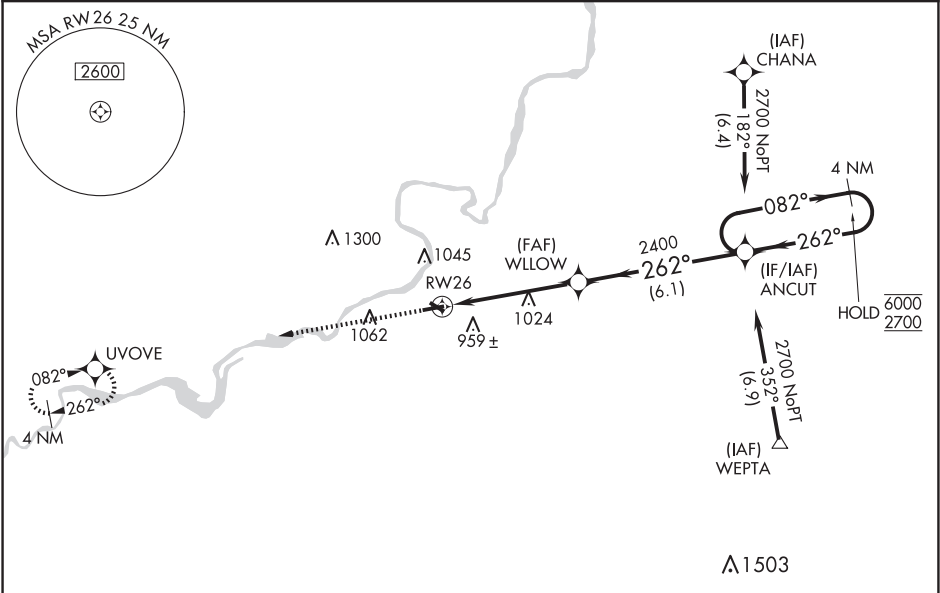 MSA RW26 25 NM
2600
(IAF)
CHANA
2700 NoPT
182°
(6.4)
4 NM
082°
262°
(IF/IAF)
ANCUT
HOLD
6000
2700
2400
262°
(6.1)
(FAF)
WLLOW
1300
1045
RW26
1024
1062
959 ±
UVOVE
082°
262°
4 NM
2700 NoPT
352°
(6.9)
(IAF)
WEPTA
1503